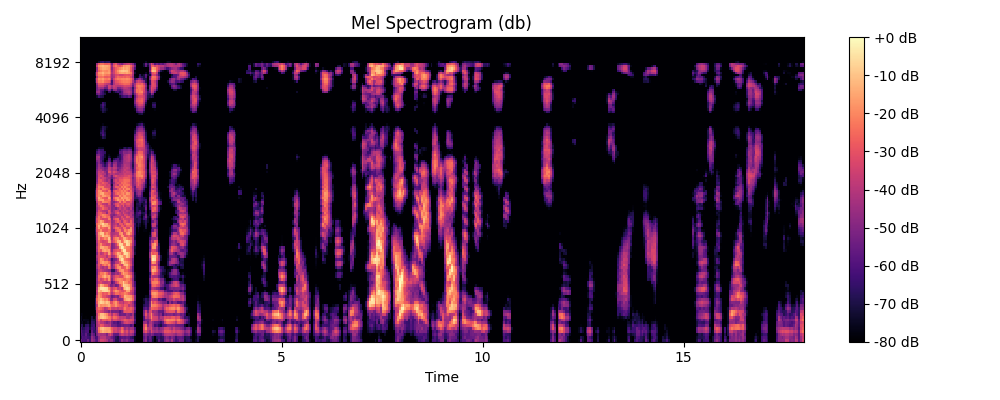 Mel Spectrogram (db)
+0 dB
8192
-10 dB
4096
-20 dB
-30 dB
2048
Hz
-40 dB
1024
-50 dB
-60 dB
512
-70 dB
0
-80 dB
0 5 10 15
Time